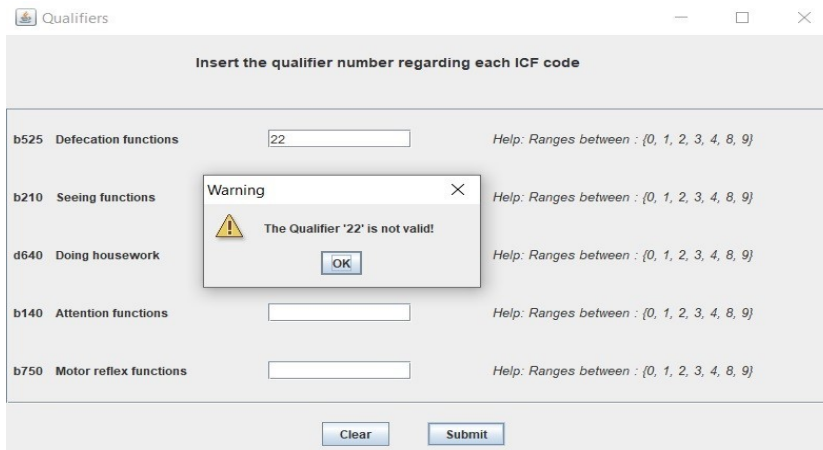 Qualifiers
Insert the qualifier number regarding each ICF code
b525 Defecation functions 22 Help: Ranges between : {0, 1, 2, 3, 4, 8, 9}
b210 Seeing functions Help: Ranges between : {0, 1, 2, 3, 4, 8, 9}
Warning
The Qualifier '22' is not valid!
OK
d640 Doing housework Help: Ranges between : {0, 1, 2, 3, 4, 8, 9}
b140 Attention functions Help: Ranges between : {0, 1, 2, 3, 4, 8, 9}
b750 Motor reflex functions Help: Ranges between : {0, 1, 2, 3, 4, 8, 9}
Clear Submit